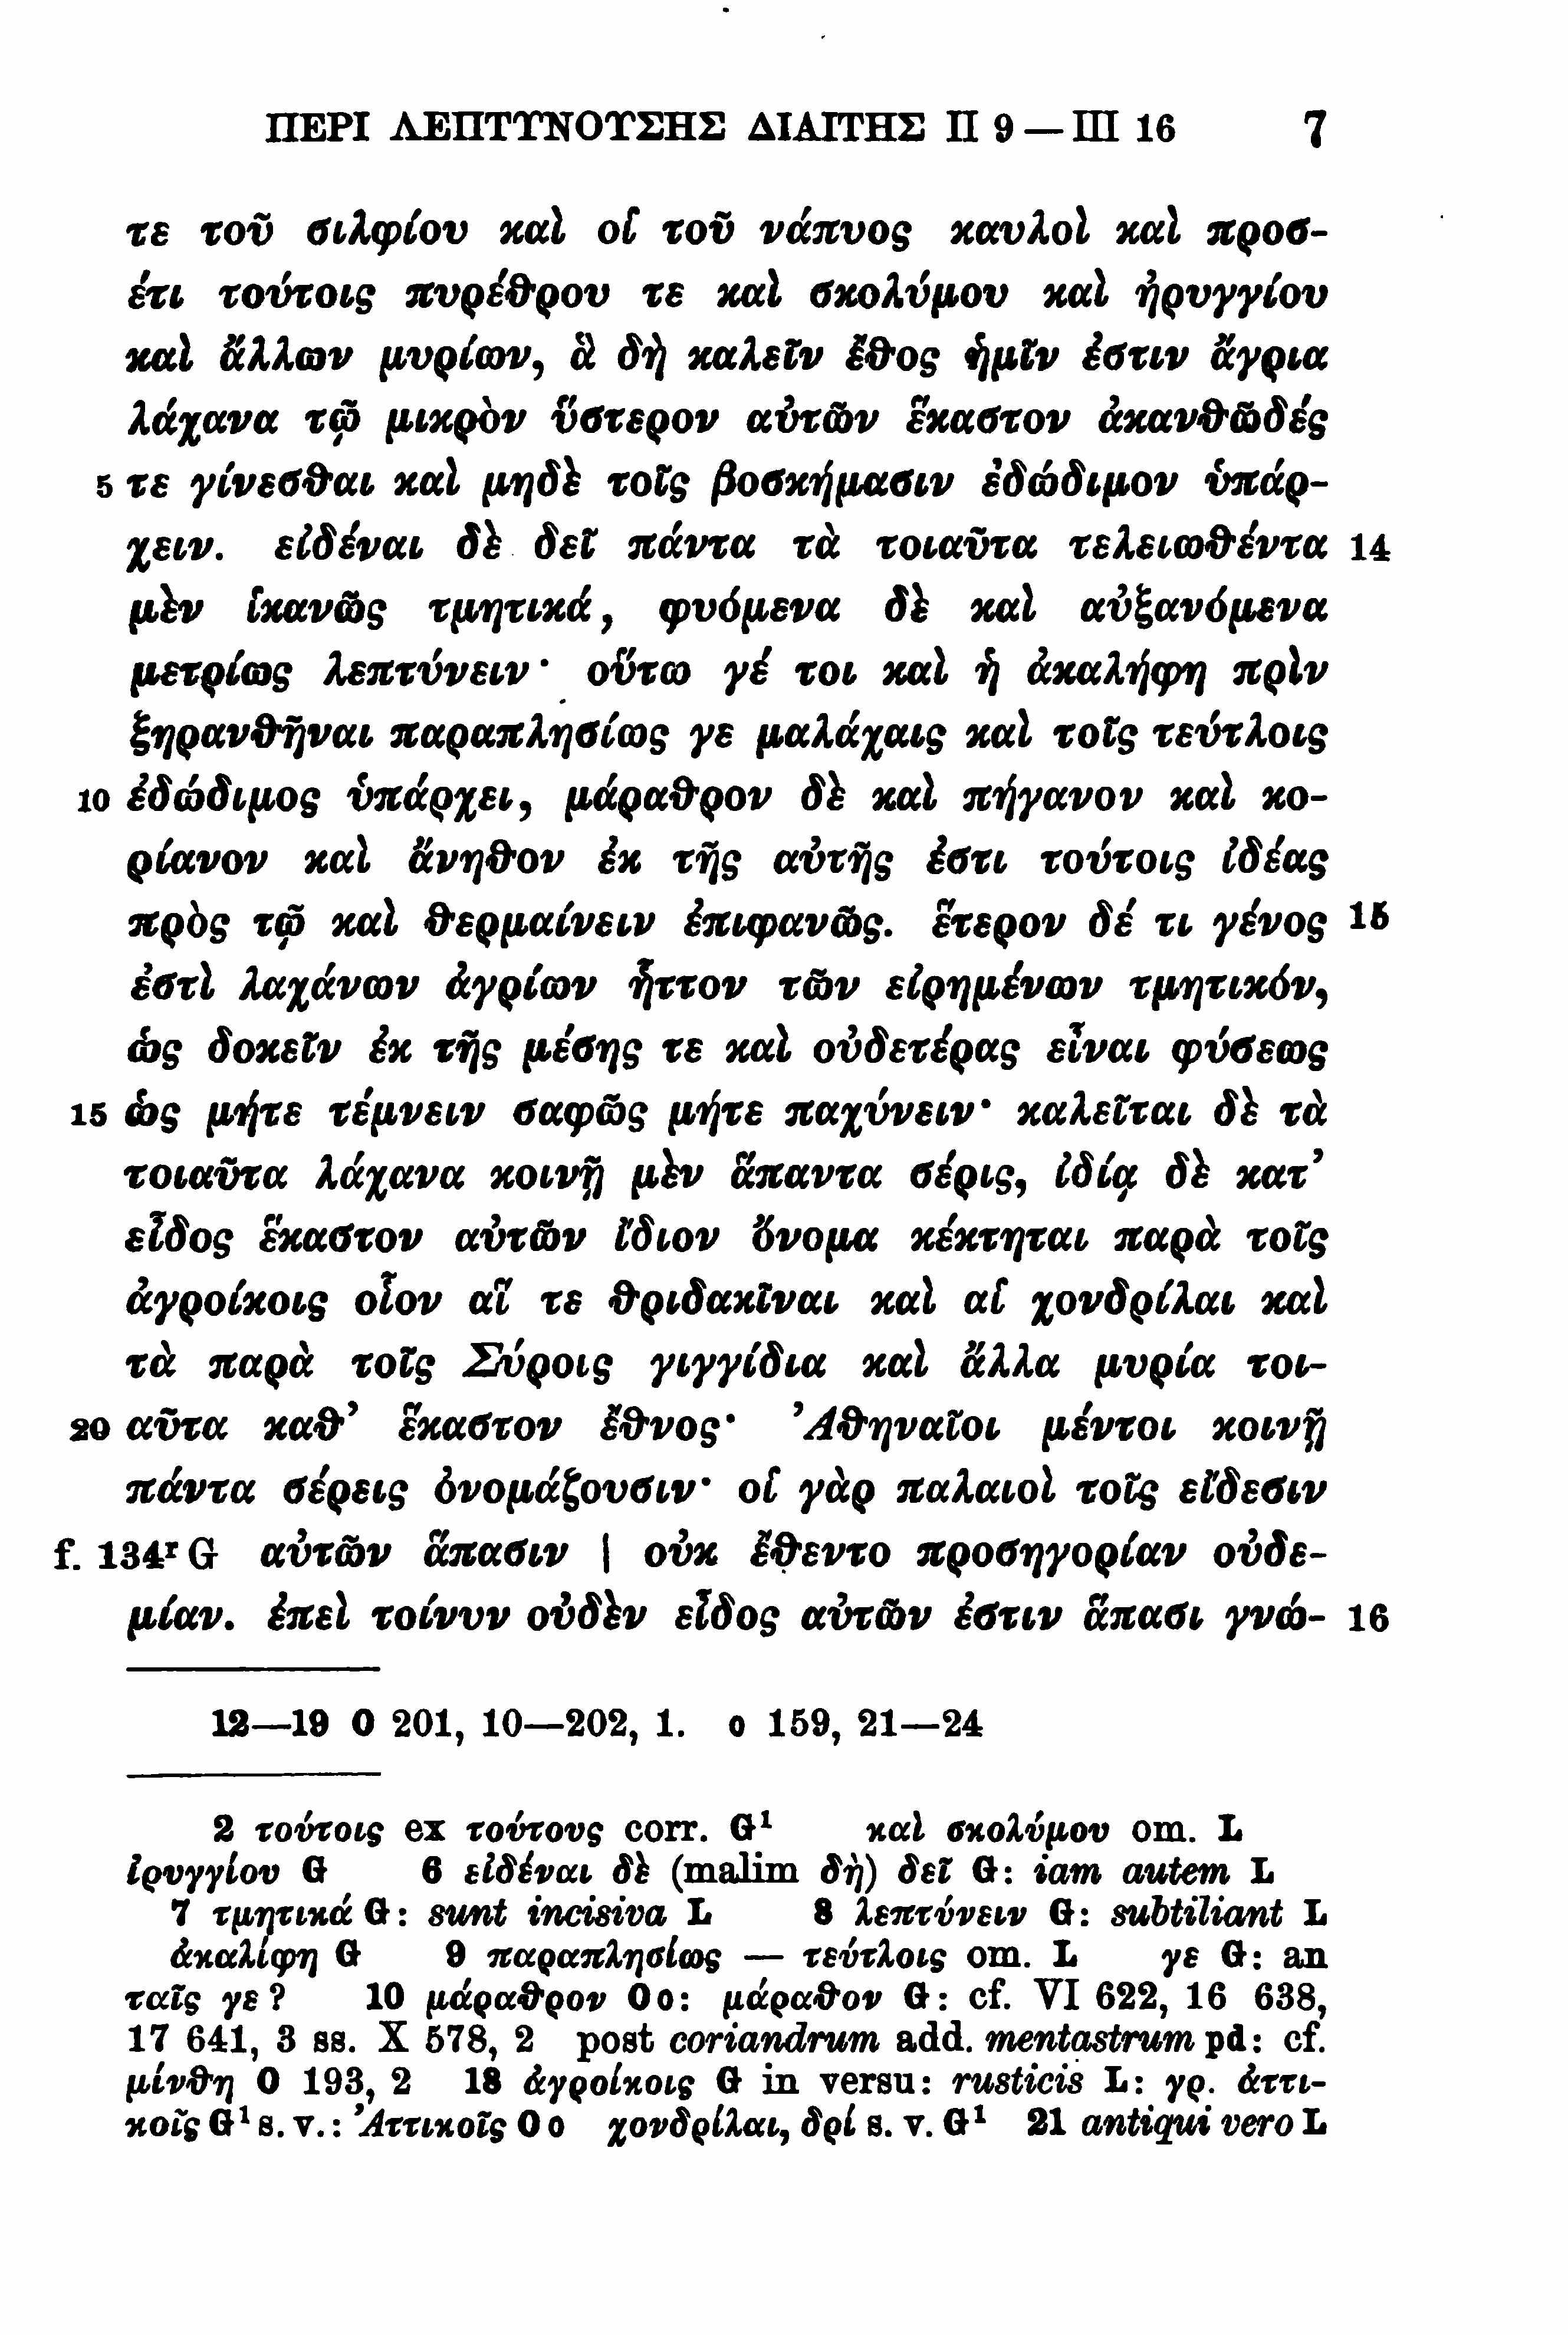 ΠΕΡΙ ΛΕΠΤΥΝΟΥΣΗΣ ΔΙΑΙΤΗΣ II 9 — III 16 7
τε τοῦ σιλφίου καὶ οἱ τοῦ νάπυος καυλοὶ καὶ προσ-
έτι τούτοις πυρέθρου τε καὶ σκολύμου καὶ ἠρυγγίου
καὶ ἄλλων μυρίων, ἃ δὴ καλεῖν ἔθος ἡμῖν ἐστιν ἄγρια
λάχανα τῷ μικρὸν ὕστερον αὐτῶν ἕκαστον ἀκανθῶδές
5 τε γίνεσθαι καὶ μηδὲ τοῖς βοσκήμασιν ἐδώδιμον ὑπάρ-
χειν. εἰδέναι δὲ δεῖ πάντα τὰ τοιαῦτα τελειωθέντα 14
μὲν ἱκανῶς τμητικά, φυόμενα δὲ καὶ αὐξανόμενα
μετρίως λεπτύνειν· οὕτω γέ τοι καὶ ἡ ἀκαλήφη πρὶν
ξηρανθῆναι παραπλησίως γε μαλάχαις καὶ τοῖς τεύτλοις
10 ἐδώδιμος ὑπάρχει, μάραθρον δὲ καὶ πήγανον καὶ κο-
ρίανον καὶ ἄνηθον ἐκ τῆς αὐτῆς ἐστι τούτοις ἰδέας
πρὸς τῷ καὶ θερμαίνειν ἐπιφανῶς. ἕτερον δέ τι γένος 15
ἐστὶ λαχάνων ἀγρίων ἧττον τῶν εἰρημένων τμητικόν,
ὡς δοκεῖν ἐκ τῆς μέσης τε καὶ οὐδετέρας εἶναι φύσεως
15 ὡς μήτε τέμνειν σαφῶς μήτε παχύνειν· καλεῖται δὲ τὰ
τοιαῦτα λάχανα κοινῇ μὲν ἅπαντα σέρις, ἰδίᾳ δὲ κατ’
εἶδος ἕκαστον αὐτῶν ἴδιον ὄνομα κέκτηται παρὰ τοῖς
ἀγροίκοις οἷον αἵ τε θριδακῖναι καὶ αἱ χονδρίλαι καὶ
τὰ παρὰ τοῖς Σύροις γιγγίδια καὶ ἄλλα μυρία τοι-
20 αῦτα καθ’ ἕκαστον ἔθνος· Ἀθηναῖοι μέντοι κοινῇ
πάντα σέρεις ὀνομάζουσιν· οἱ γὰρ παλαιοὶ τοῖς εἴδεσιν
f. 134ʳ G αὐτῶν ἅπασιν | οὐκ ἔθεντο προσηγορίαν οὐδε-
μίαν. ἐπεὶ τοίνυν οὐδὲν εἶδος αὐτῶν ἐστιν ἅπασι γνώ- 16
12—19 O 201, 10—202, 1. o 159, 21—24
2 τούτοις ex τούτους corr. G¹ καὶ σκολύμου om. L
ἰρυγγίου G 6 εἰδέναι δὲ (malim δὴ) δεῖ G: iam autem L
7 τμητικά G: sunt incisiva L 8 λεπτύνειν G: subtiliant L
ἀκαλίφη G 9 παραπλησίως — τεύτλοις om. L γε G: an
ταῖς γε? 10 μάραθρον Oo: μάραθον G: cf. VI 622, 16 638,
17 641, 3 ss. X 578, 2 post coriandrum add. mentastrum pd: cf.
μίνθη O 193, 2 18 ἀγροίκοις G in versu: rusticis L: γρ. ἀττι-
κοῖς G¹ s. v.: Ἀττικοῖς Oo χονδρίλαι, δρί s. v. G¹ 21 antiqui vero L